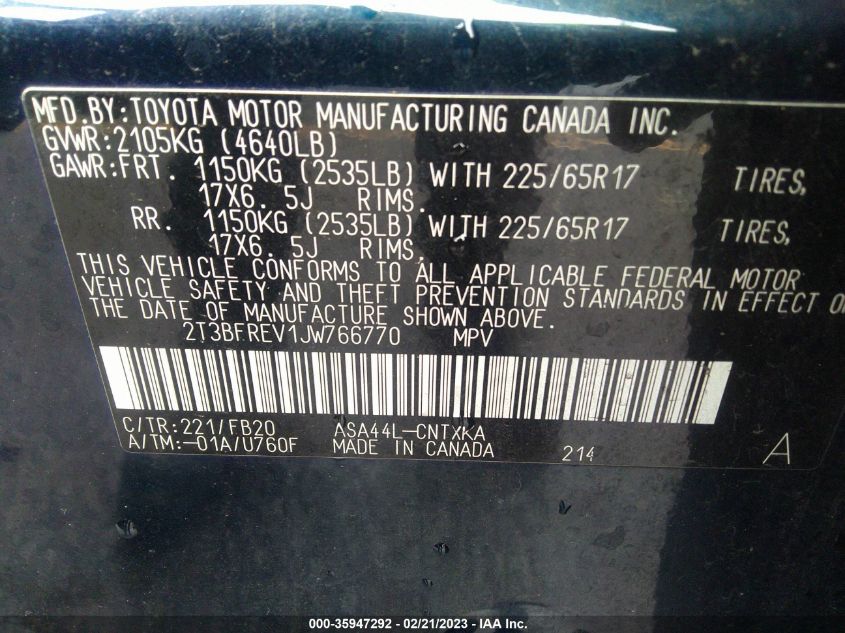 MFD.BY:TOYOTA MOTOR MANUFACTURING CANADA INC.
GVWR:2105KG (4640LB)
GAWR:FRT. 1150KG (2535LB) WITH 225/65R17 TIRES,
17X6. 5J RIMS.
RR. 1150KG (2535LB) WITH 225/65R17 TIRES,
17X6. 5J RIMS.
THIS VEHICLE CONFORMS TO ALL APPLICABLE FEDERAL MOTOR
VEHICLE SAFETY AND THEFT PREVENTION STANDARDS IN EFFECT O
THE DATE OF MANUFACTURE SHOWN ABOVE.
2T3BFREV1JW766770 MPV
C/TR:221/FB20 ASA44L-CNTXKA
A/TM:-01A/U760F MADE IN CANADA 214 A
000-35947292 - 02/21/2023 - IAA Inc.